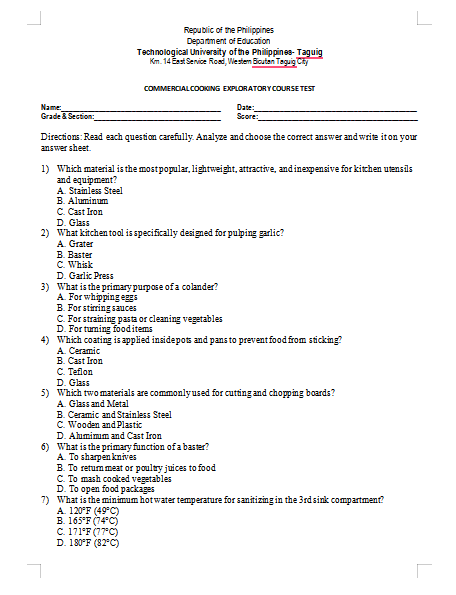 Republic of the Philippines
Department of Education
Technological University of the Philippines- Taguig
Km. 14 East Service Road, Western Bicutan Taguig City
COMMERCIAL COOKING EXPLORATORY COURSE TEST
Name:______________________________ Date:______________________________
Grade & Section:______________________________ Score:______________________________
Directions: Read each question carefully. Analyze and choose the correct answer and write it on your
answer sheet.
1) Which material is the most popular, lightweight, attractive, and inexpensive for kitchen utensils
and equipment?
A. Stainless Steel
B. Aluminum
C. Cast Iron
D. Glass
2) What kitchen tool is specifically designed for pulping garlic?
A. Grater
B. Baster
C. Whisk
D. Garlic Press
3) What is the primary purpose of a colander?
A. For whipping eggs
B. For stirring sauces
C. For straining pasta or cleaning vegetables
D. For turning food items
4) Which coating is applied inside pots and pans to prevent food from sticking?
A. Ceramic
B. Cast Iron
C. Teflon
D. Glass
5) Which two materials are commonly used for cutting and chopping boards?
A. Glass and Metal
B. Ceramic and Stainless Steel
C. Wooden and Plastic
D. Aluminum and Cast Iron
6) What is the primary function of a baster?
A. To sharpen knives
B. To return meat or poultry juices to food
C. To mash cooked vegetables
D. To open food packages
7) What is the minimum hot water temperature for sanitizing in the 3rd sink compartment?
A. 120°F (49°C)
B. 165°F (74°C)
C. 171°F (77°C)
D. 180°F (82°C)